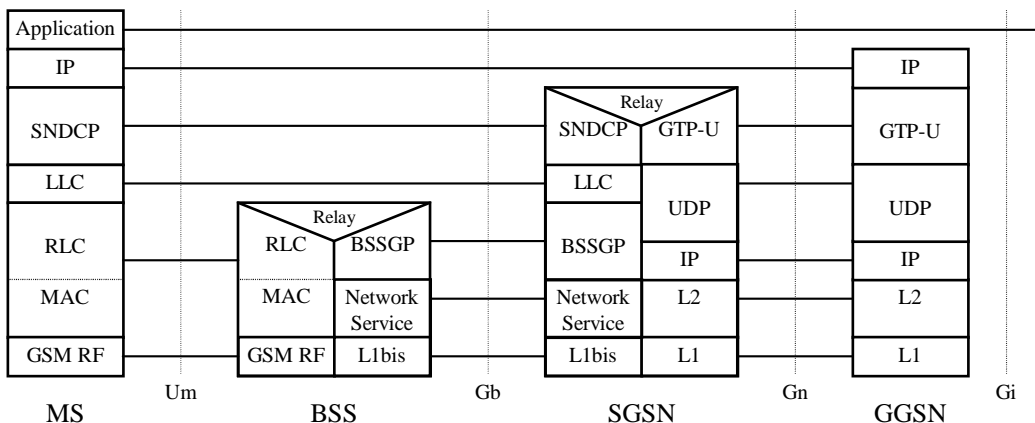 Application
IP
IP
Relay
SNDCP
SNDCP
GTP-U
GTP-U
LLC
LLC
UDP
UDP
Relay
RLC
RLC
BSSGP
BSSGP
IP
IP
MAC
MAC
Network
Service
Network
Service
L2
L2
GSM RF
GSM RF
L1bis
L1bis
L1
L1
Um
Gb
Gn
Gi
MS
BSS
SGSN
GGSN